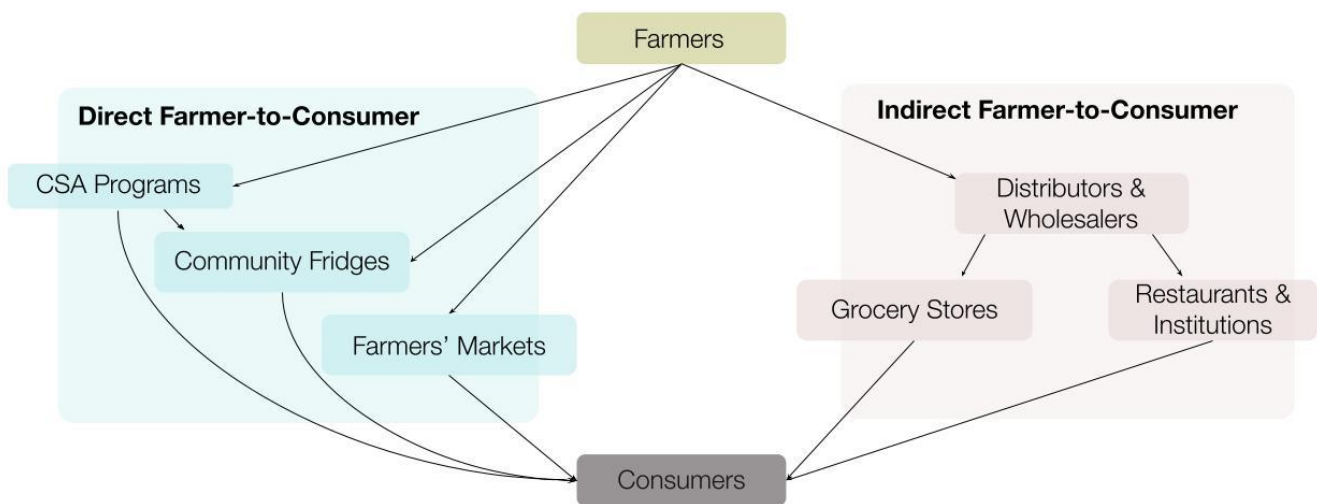 Farmers
Direct Farmer-to-Consumer
CSA Programs
Community Fridges
Farmers’ Markets
Indirect Farmer-to-Consumer
Distributors &
Wholesalers
Grocery Stores
Restaurants &
Institutions
Consumers